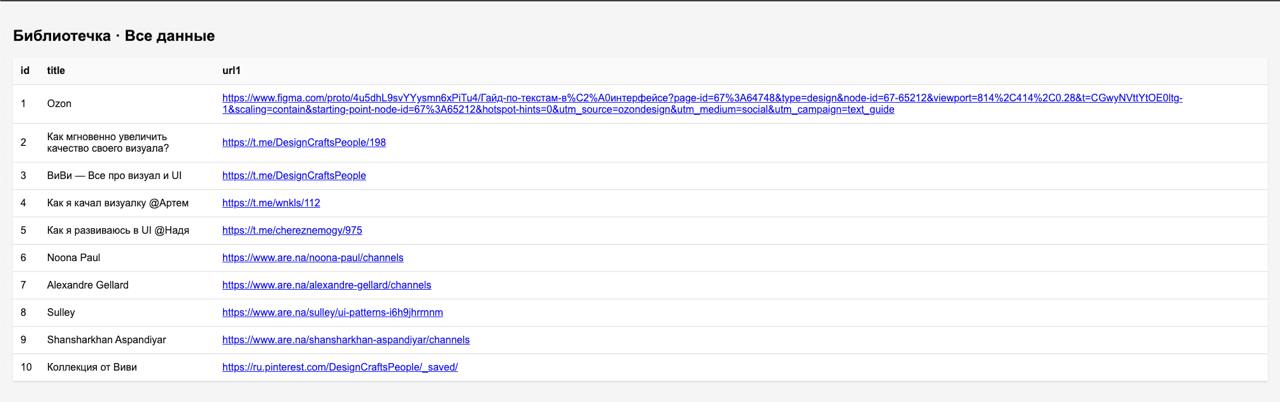 Библиотечка · Все данные
id title url1
1 Ozon https://www.figma.com/proto/4u5dhL9svYYysmn6xPiTu4/Гайд-по-текстам-в%C2%A0интерфейсе?page-id=67%3A64748&type=design&node-id=67-65212&viewport=814%2C414%2C0.28&t=CGwyNVttYtOE0ltg-
1&scaling=contain&starting-point-node-id=67%3A65212&hotspot-hints=0&utm_source=ozondesign&utm_medium=social&utm_campaign=text_guide
2 Как мгновенно увеличить
качество своего визуала? https://t.me/DesignCraftsPeople/198
3 ВиВи — Все про визуал и UI https://t.me/DesignCraftsPeople
4 Как я качал визуалку @Артем https://t.me/wnkls/112
5 Как я развиваюсь в UI @Надя https://t.me/chereznemogy/975
6 Noona Paul https://www.are.na/noona-paul/channels
7 Alexandre Gellard https://www.are.na/alexandre-gellard/channels
8 Sulley https://www.are.na/sulley/ui-patterns-i6h9jhrrnnm
9 Shansharkhan Aspandiyar https://www.are.na/shansharkhan-aspandiyar/channels
10 Коллекция от Виви https://ru.pinterest.com/DesignCraftsPeople/_saved/